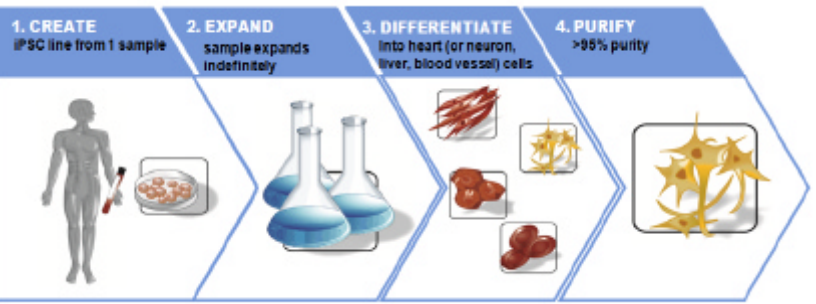 1. CREATE
iPSC line from 1 sample
2. EXPAND
sample expands
indefinitely
3. DIFFERENTIATE
Into heart (or neuron,
liver, blood vessel) cells
4. PURIFY
>95% purity